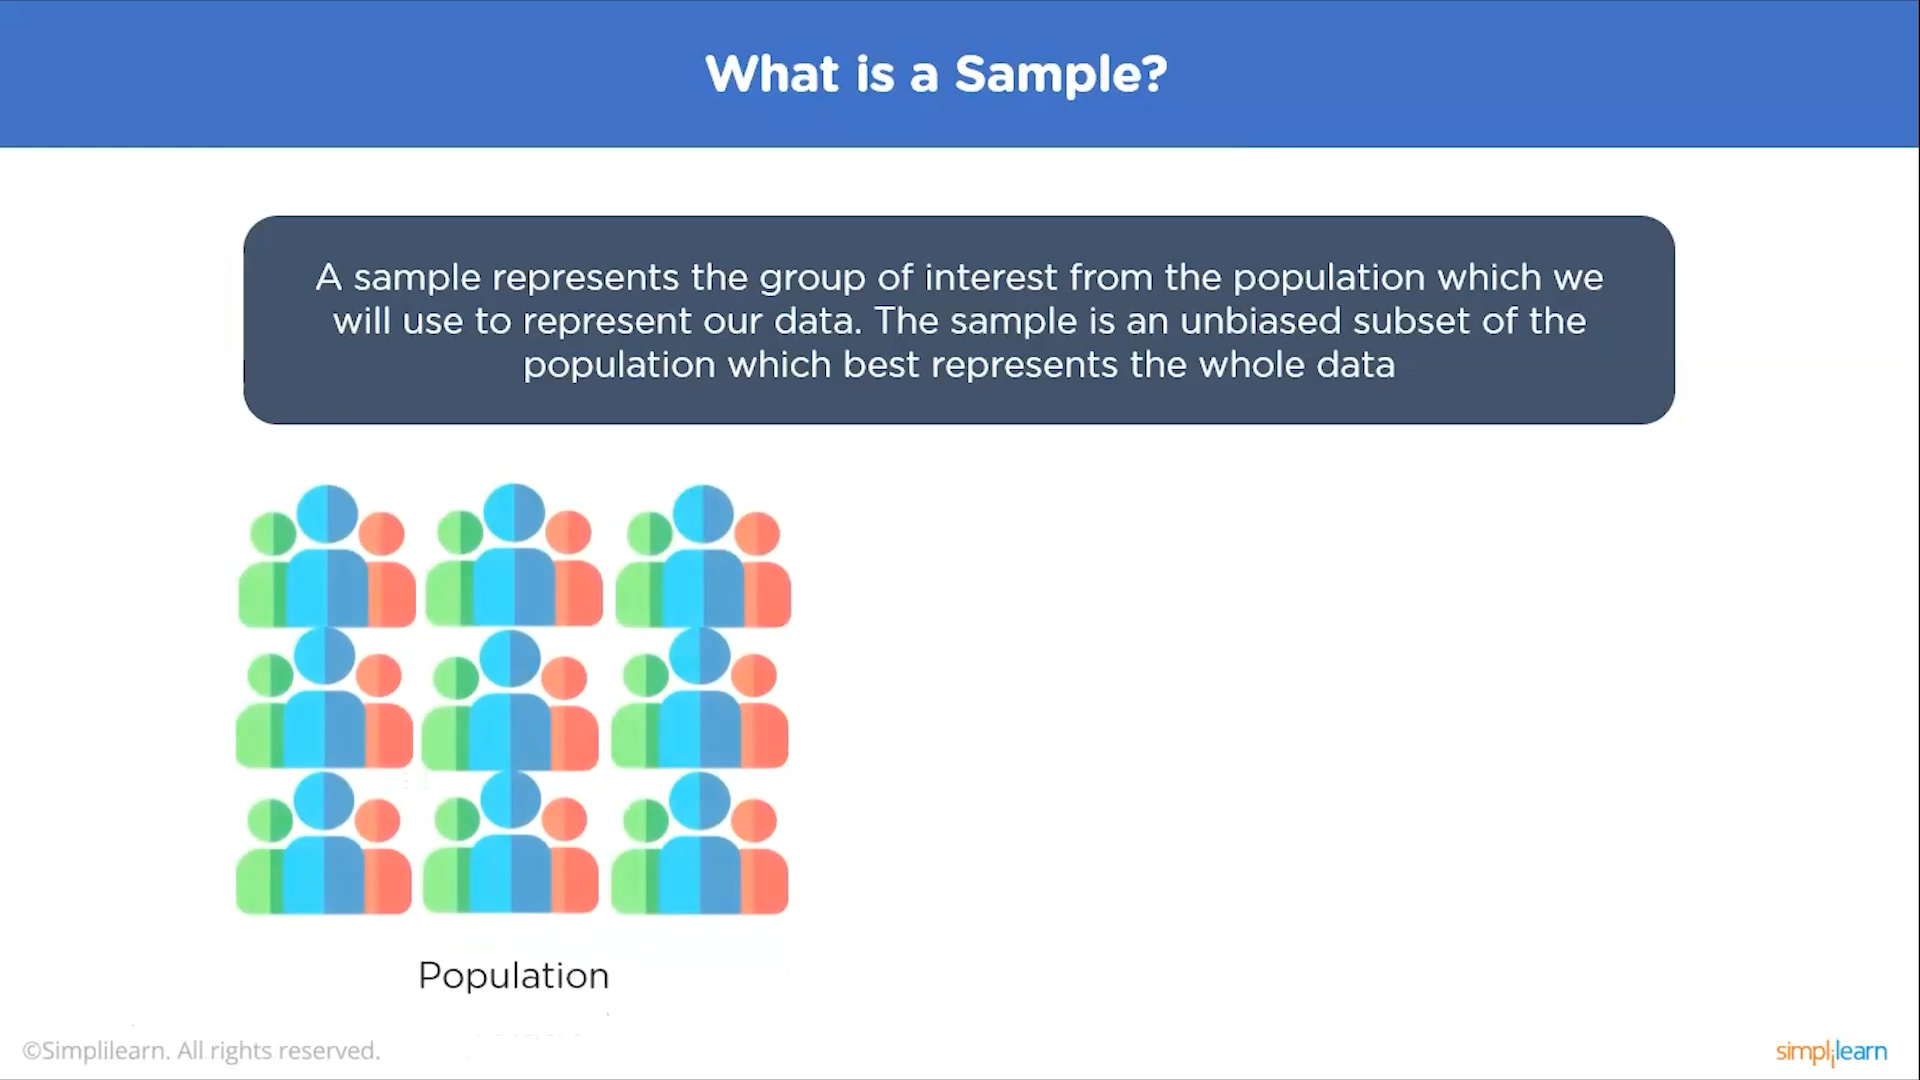 What is a Sample?
A sample represents the group of interest from the population which we
will use to represent our data. The sample is an unbiased subset of the
population which best represents the whole data
Population
©Simplilearn. All rights reserved.
simplilearn